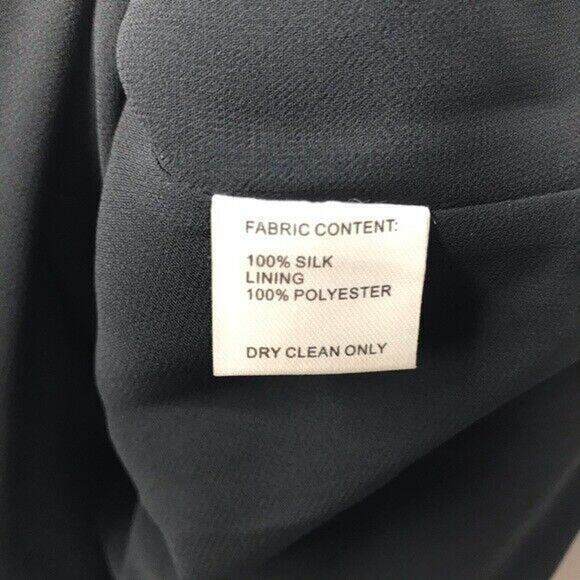 FABRIC CONTENT:
100% SILK
LINING
100% POLYESTER
DRY CLEAN ONLY